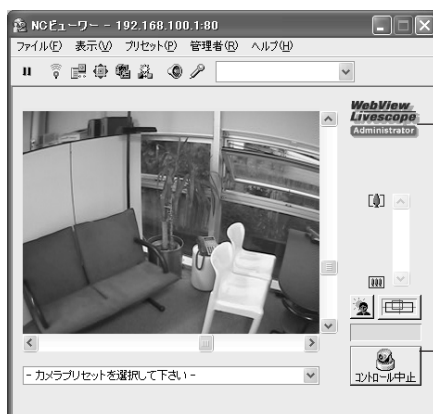 NCビューワー - 192.168.100.1:80
ファイル(F) 表示(V) プリセット(P) 管理者(R) ヘルプ(H)
WebView
Livescope
Administrator
- カメラプリセットを選択して下さい -
コントロール中止